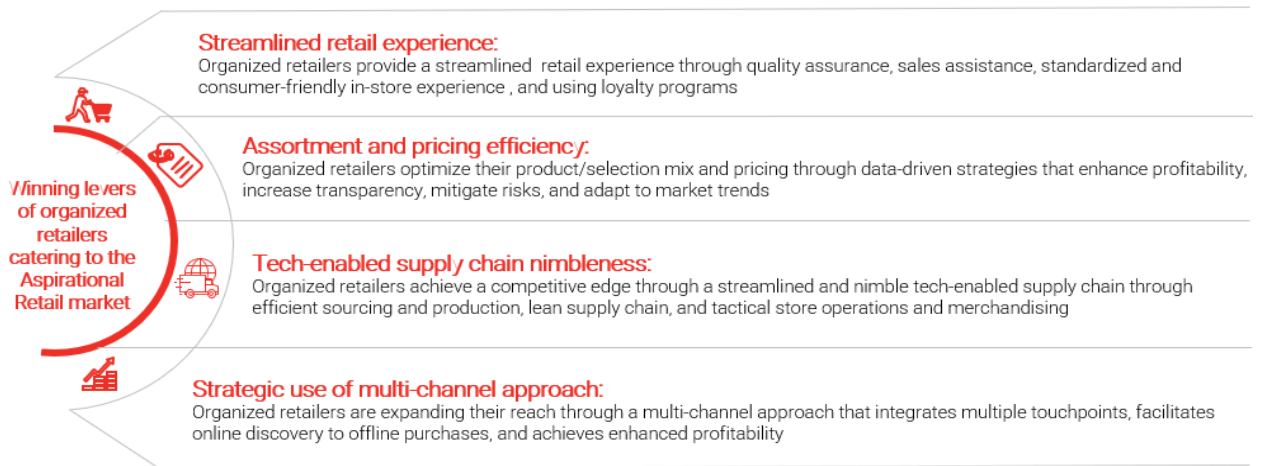 Streamlined retail experience:
Organized retailers provide a streamlined retail experience through quality assurance, sales assistance, standardized and
consumer-friendly in-store experience , and using loyalty programs
Assortment and pricing efficiency:
Organized retailers optimize their product/selection mix and pricing through data-driven strategies that enhance profitability,
increase transparency, mitigate risks, and adapt to market trends
Winning levers
of organized
retailers
catering to the
Aspirational
Retail market
Tech-enabled supply chain nimbleness:
Organized retailers achieve a competitive edge through a streamlined and nimble tech-enabled supply chain through
efficient sourcing and production, lean supply chain, and tactical store operations and merchandising
Strategic use of multi-channel approach:
Organized retailers are expanding their reach through a multi-channel approach that integrates multiple touchpoints, facilitates
online discovery to offline purchases, and achieves enhanced profitability